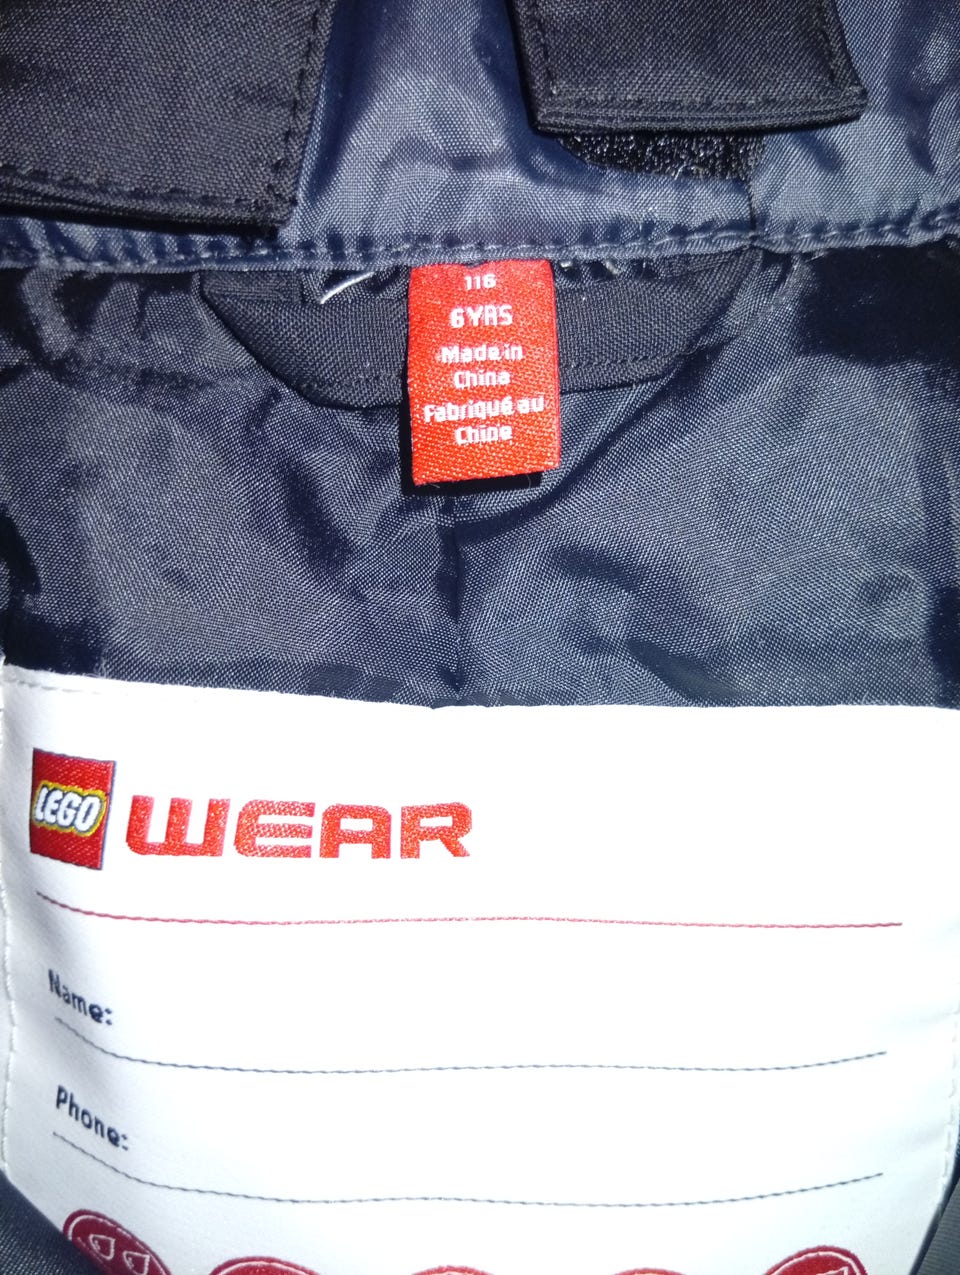 116
6YRS
Made in
China
Fabriqué au
Chine
LEGO WEAR
Name:
Phone: